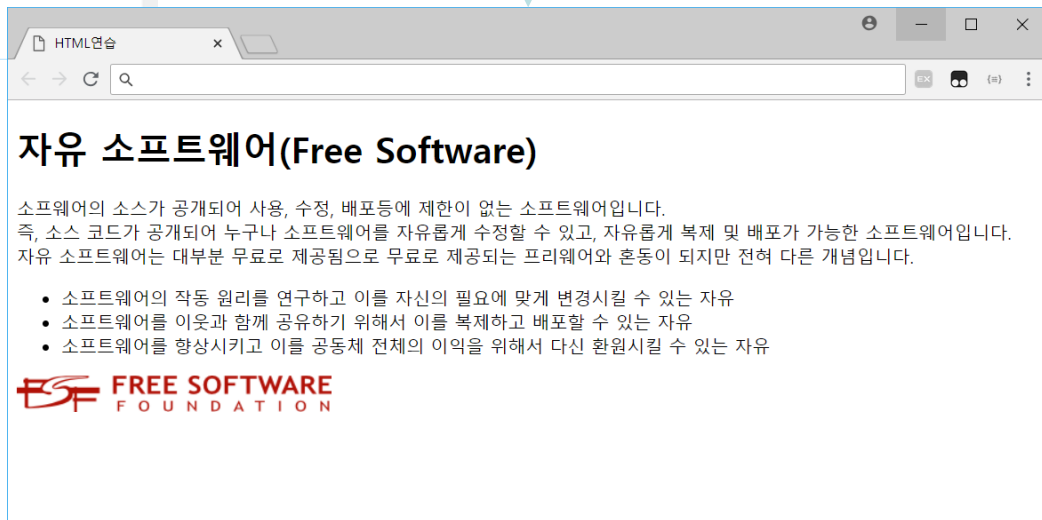 HTML연습
EX
{≡}
자유 소프트웨어(Free Software)
소프웨어의 소스가 공개되어 사용, 수정, 배포등에 제한이 없는 소프트웨어입니다.
즉, 소스 코드가 공개되어 누구나 소프트웨어를 자유롭게 수정할 수 있고, 자유롭게 복제 및 배포가 가능한 소프트웨어입니다.
자유 소프트웨어는 대부분 무료로 제공됨으로 무료로 제공되는 프리웨어와 혼동이 되지만 전혀 다른 개념입니다.
• 소프트웨어의 작동 원리를 연구하고 이를 자신의 필요에 맞게 변경시킬 수 있는 자유
• 소프트웨어를 이웃과 함께 공유하기 위해서 이를 복제하고 배포할 수 있는 자유
• 소프트웨어를 향상시키고 이를 공동체 전체의 이익을 위해서 다신 환원시킬 수 있는 자유
FSF FREE SOFTWARE
FOUNDATION